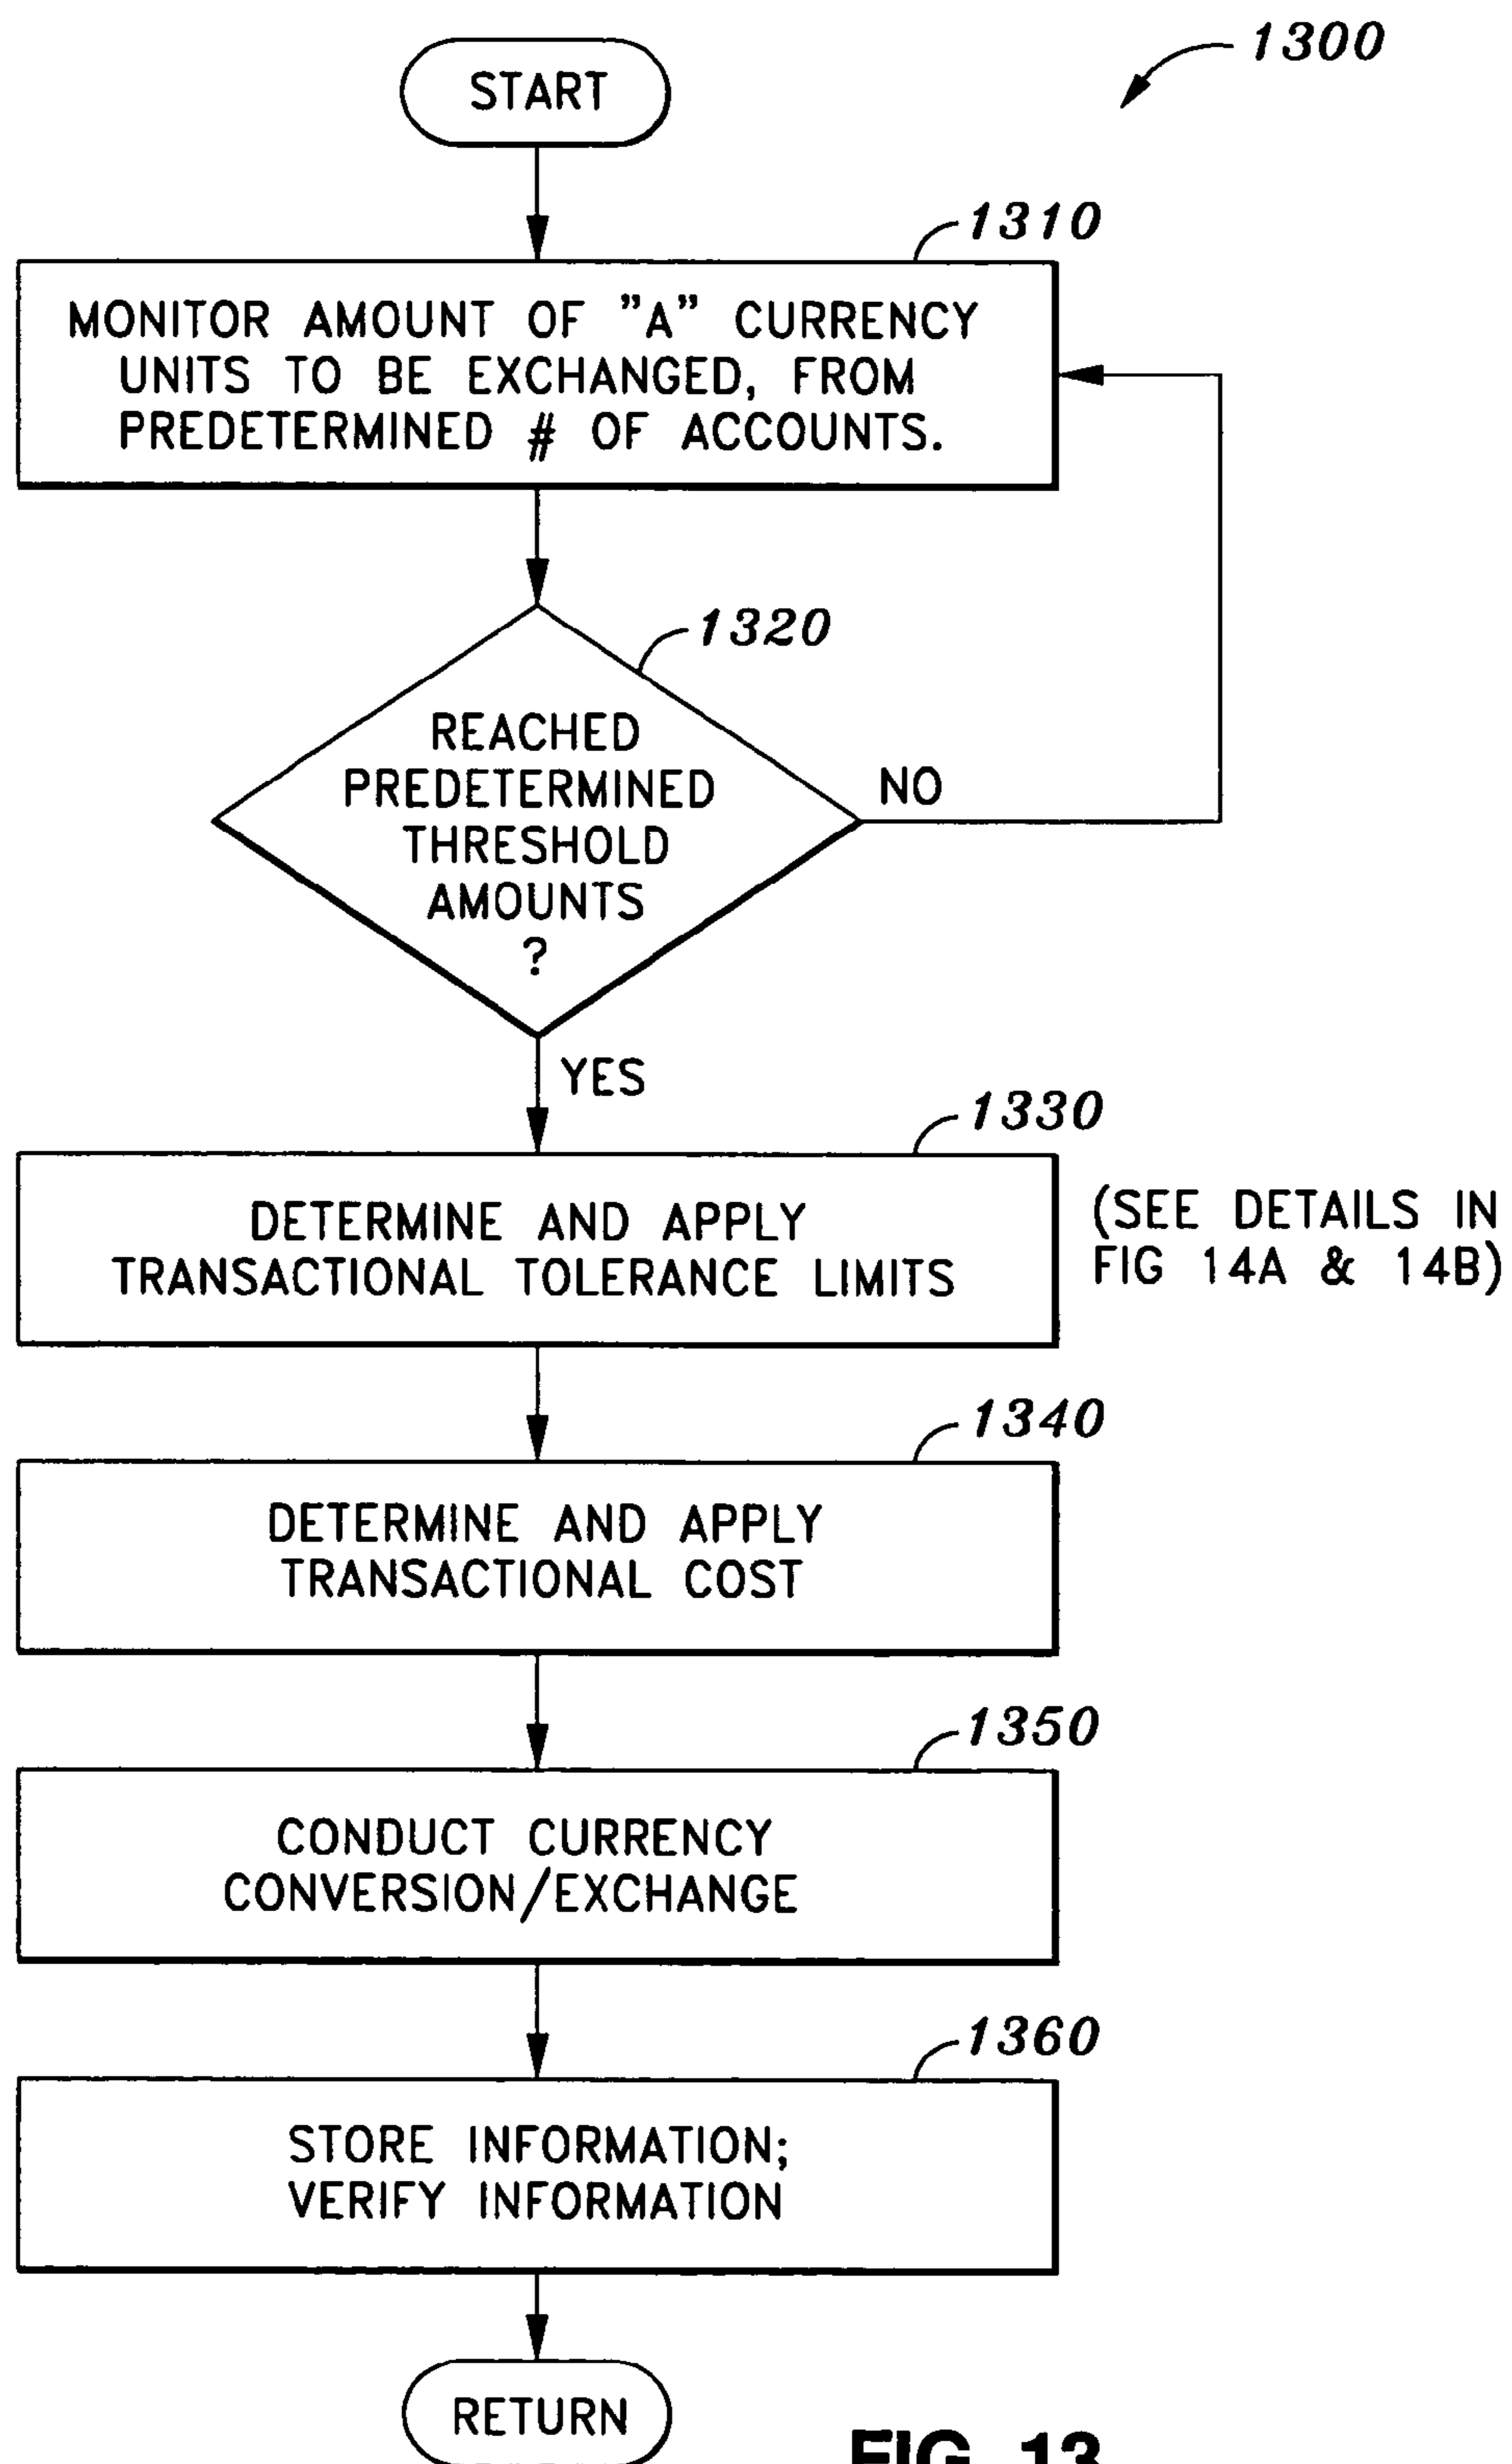 START
1300
1310
MONITOR AMOUNT OF "A" CURRENCY
UNITS TO BE EXCHANGED, FROM
PREDETERMINED # OF ACCOUNTS.
1320
REACHED
PREDETERMINED
THRESHOLD
AMOUNTS
?
NO
YES
1330
DETERMINE AND APPLY
TRANSACTIONAL TOLERANCE LIMITS
(SEE DETAILS IN
FIG 14A & 14B)
1340
DETERMINE AND APPLY
TRANSACTIONAL COST
1350
CONDUCT CURRENCY
CONVERSION/EXCHANGE
1360
STORE INFORMATION;
VERIFY INFORMATION
RETURN
FIG. 13